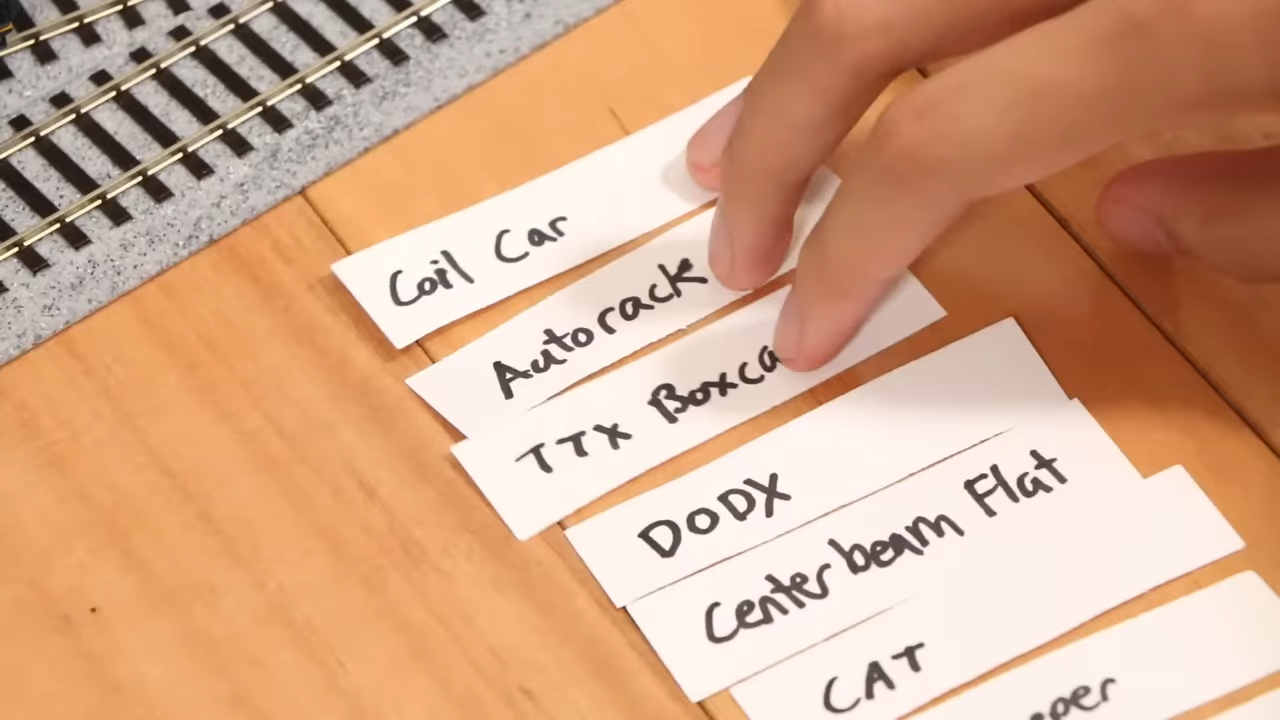 Coil Car
Autorack
TTX Boxca
DODX
Centerbeam Flat
CAT